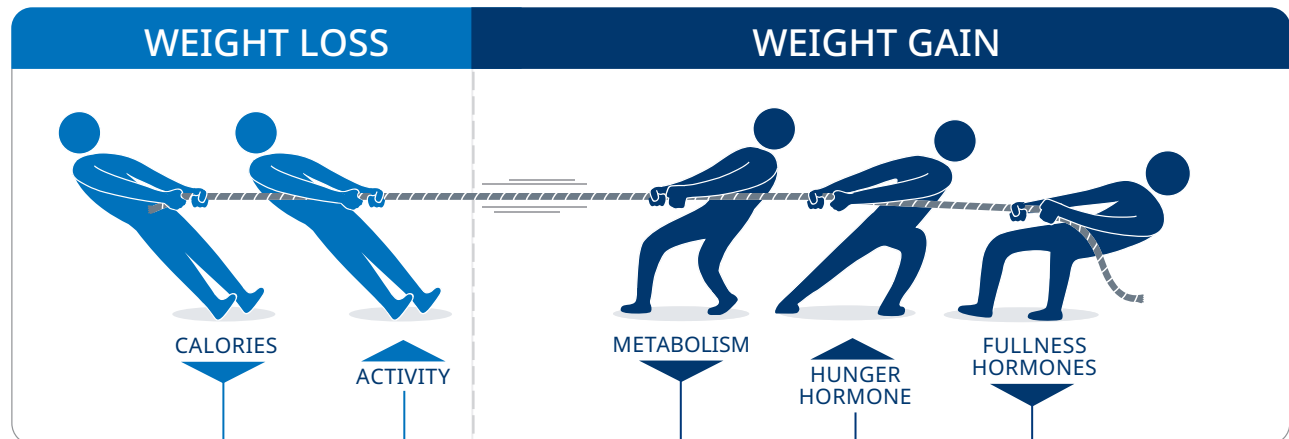 WEIGHT LOSS
WEIGHT GAIN
CALORIES
ACTIVITY
METABOLISM
HUNGER
HORMONE
FULLNESS
HORMONES